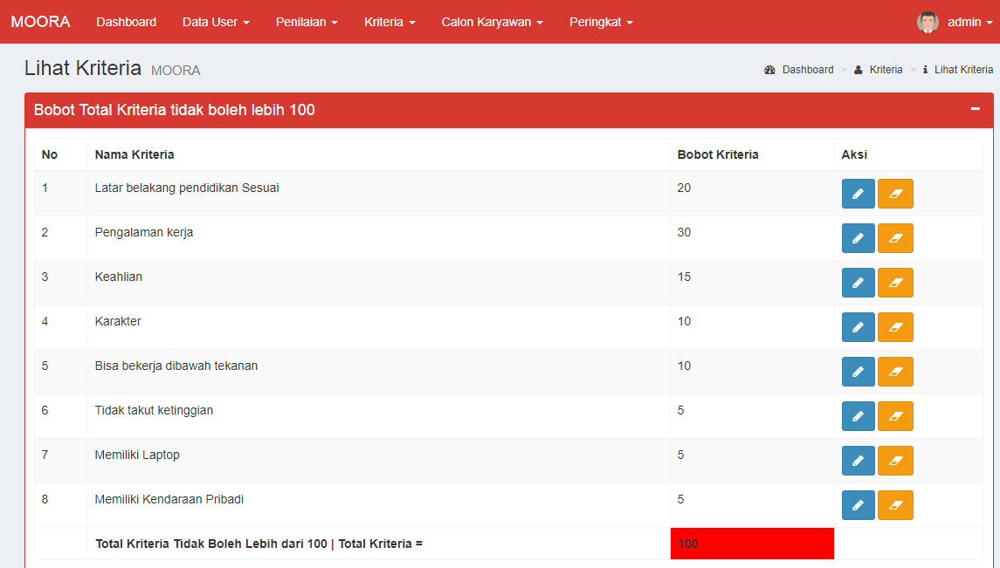 MOORA Dashboard Data User Penilaian Kriteria Calon Karyawan Peringkat admin
Lihat Kriteria MOORA Dashboard > Kriteria > Lihat Kriteria
Bobot Total Kriteria tidak boleh lebih 100
No Nama Kriteria Bobot Kriteria Aksi
1 Latar belakang pendidikan Sesuai 20
2 Pengalaman kerja 30
3 Keahlian 15
4 Karakter 10
5 Bisa bekerja dibawah tekanan 10
6 Tidak takut ketinggian 5
7 Memiliki Laptop 5
8 Memiliki Kendaraan Pribadi 5
Total Kriteria Tidak Boleh Lebih dari 100 | Total Kriteria = 100